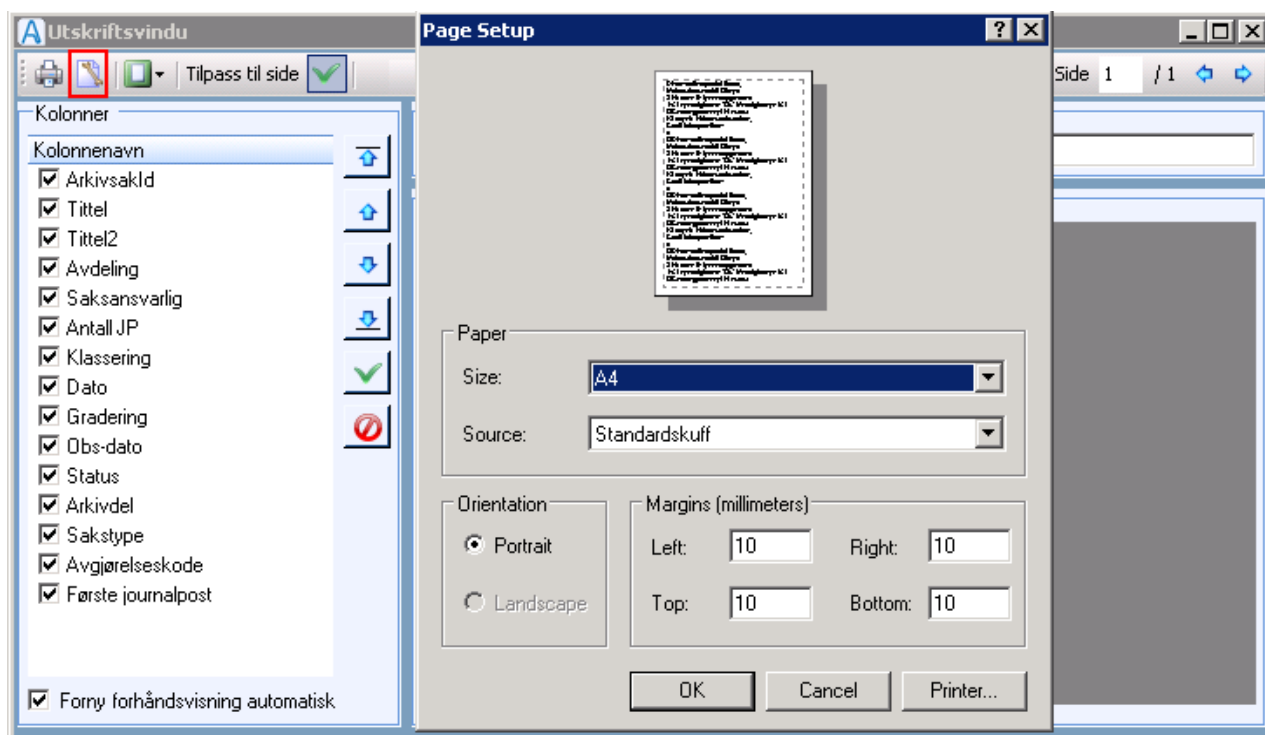 Utskriftsvindu
Tilpass til side
Side 1 / 1
Kolonner
Kolonnenavn
ArkivsakId
Tittel
Tittel2
Avdeling
Saksansvarlig
Antall JP
Klassering
Dato
Gradering
Obs-dato
Status
Arkivdel
Sakstype
Avgjørelseskode
Første journalpost
Forny forhåndsvisning automatisk
Page Setup
Paper
Size: A4
Source: Standardskuff
Orientation
Portrait
Landscape
Margins (millimeters)
Left: 10 Right: 10
Top: 10 Bottom: 10
OK Cancel Printer...